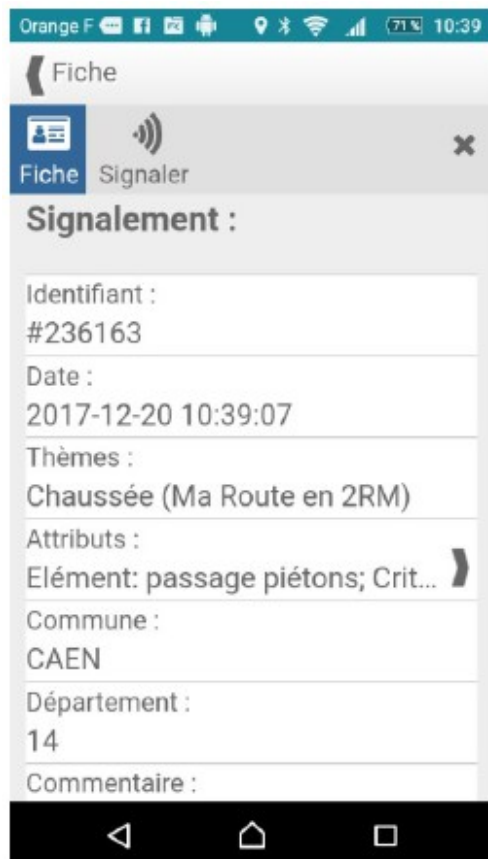 Orange F 71% 10:39
Fiche
Fiche Signaler
Signalement :
Identifiant :
#236163
Date :
2017-12-20 10:39:07
Thèmes :
Chaussée (Ma Route en 2RM)
Attributs :
Elément: passage piétons; Crit...
Commune :
CAEN
Département :
14
Commentaire :